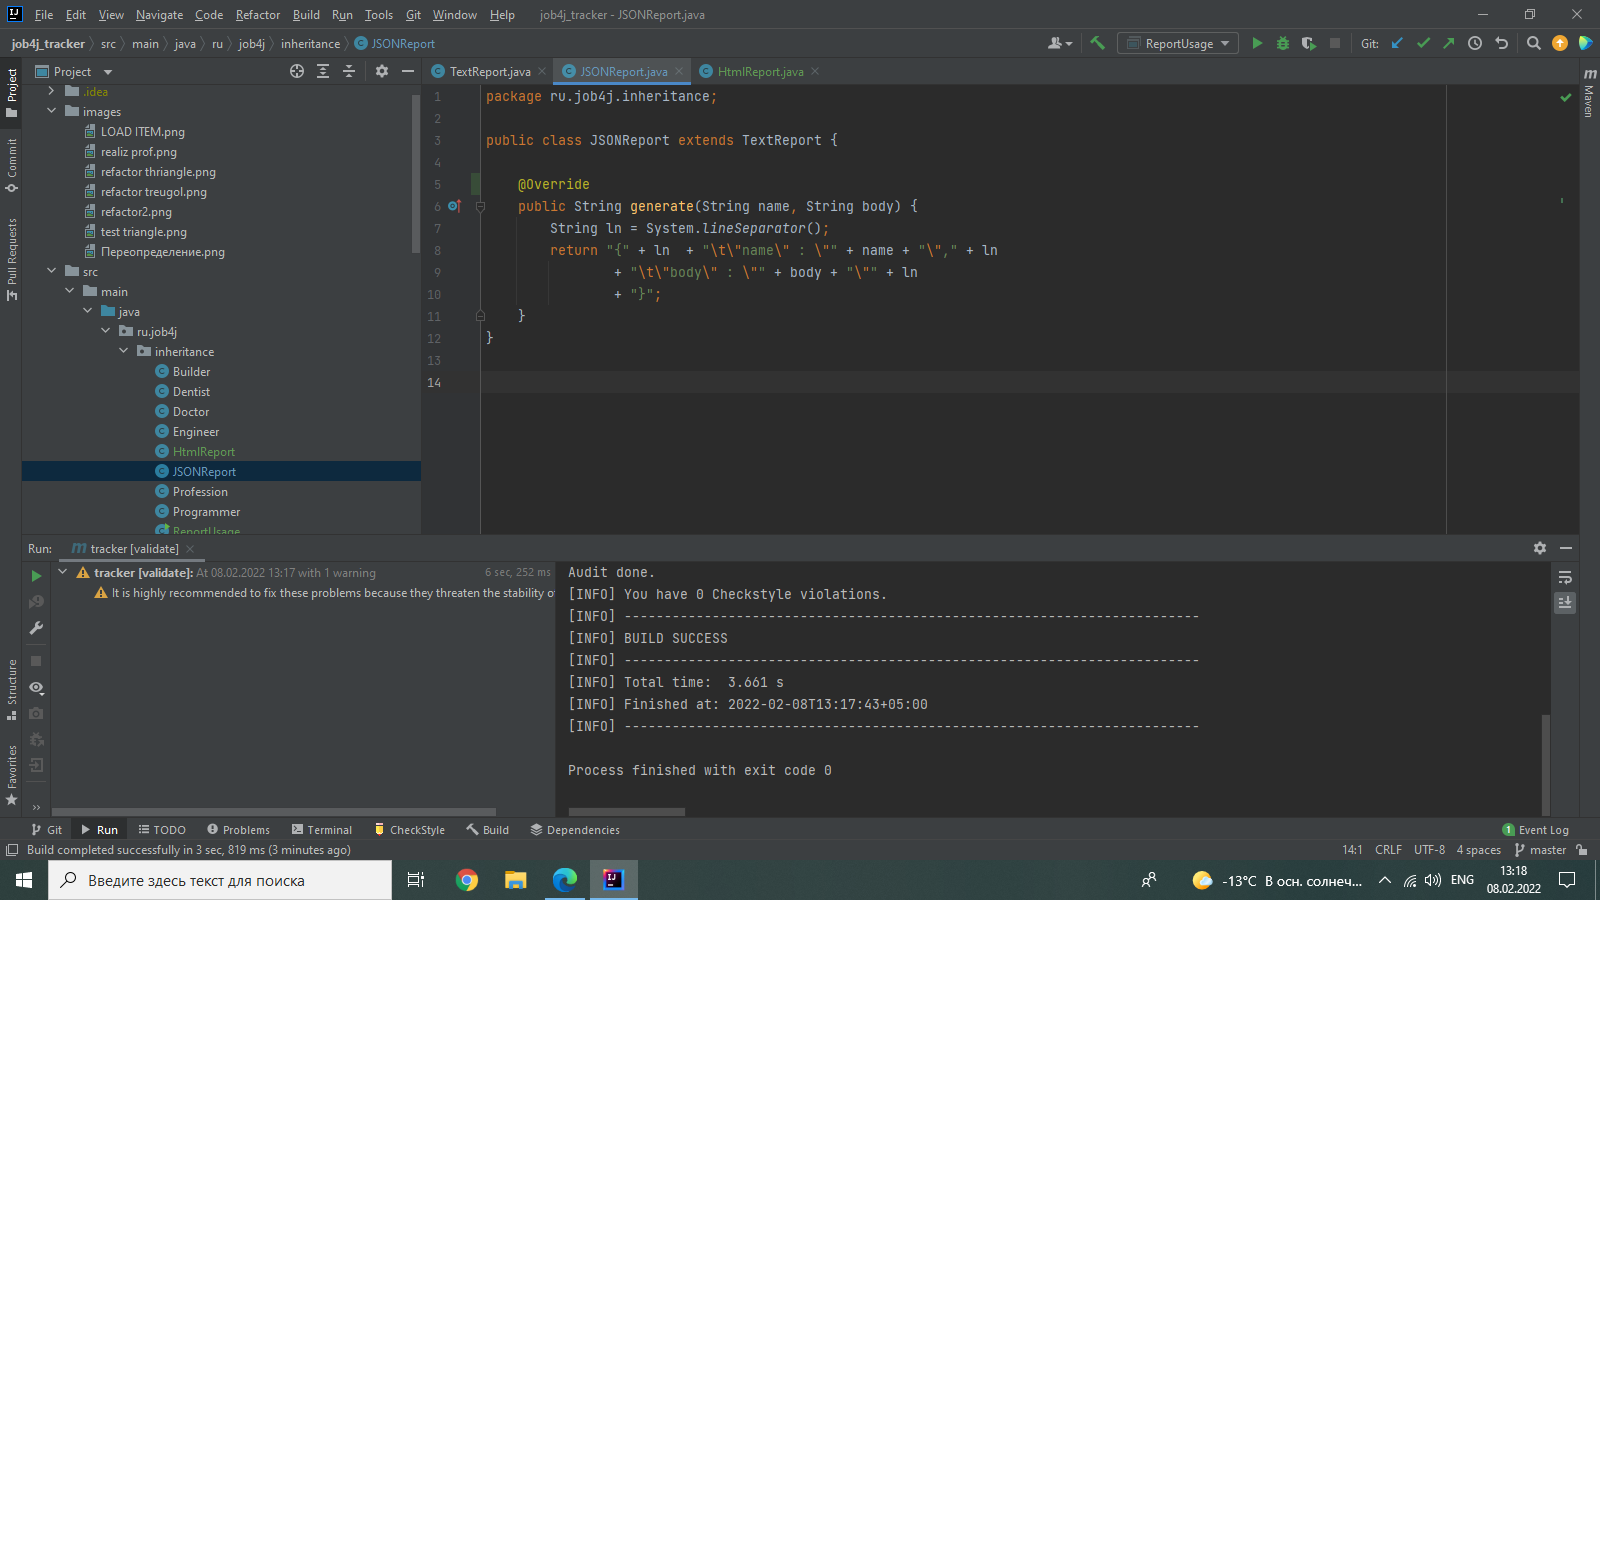 File Edit View Navigate Code Refactor Build Run Tools Git Window Help job4j_tracker - JSONReport.java
job4j_tracker src main java ru job4j inheritance JSONReport ReportUsage Git:
Project TextReport.java JSONReport.java HtmlReport.java
Project
Commit
Pull Requests
Structure
Favorites
Maven
.idea
images
LOAD ITEM.png
realiz prof.png
refactor thriangle.png
refactor treugol.png
refactor2.png
test triangle.png
Переопределение.png
src
main
java
ru.job4j
inheritance
Builder
Dentist
Doctor
Engineer
HtmlReport
JSONReport
Profession
Programmer
ReportUsage
1 package ru.job4j.inheritance;
2
3 public class JSONReport extends TextReport {
4
5 @Override
6 public String generate(String name, String body) {
7 String ln = System.lineSeparator();
8 return "{" + ln  + "\t\"name\" : \"" + name + "\"," + ln
9 + "\t\"body\" : \"" + body + "\"" + ln
10 + "}";
11 }
12 }
13
14
Run: tracker [validate]
tracker [validate]: At 08.02.2022 13:17 with 1 warning 6 sec, 252 ms
It is highly recommended to fix these problems because they threaten the stability
Audit done.
[INFO] You have 0 Checkstyle violations.
[INFO] ------------------------------------------------------------------------
[INFO] BUILD SUCCESS
[INFO] ------------------------------------------------------------------------
[INFO] Total time:  3.661 s
[INFO] Finished at: 2022-02-08T13:17:43+05:00
[INFO] ------------------------------------------------------------------------
Process finished with exit code 0
Git Run TODO Problems Terminal CheckStyle Build Dependencies 1 Event Log
Build completed successfully in 3 sec, 819 ms (3 minutes ago) 14:1 CRLF UTF-8 4 spaces master
Введите здесь текст для поиска -13°C В осн. солнеч... ENG 13:18
08.02.2022